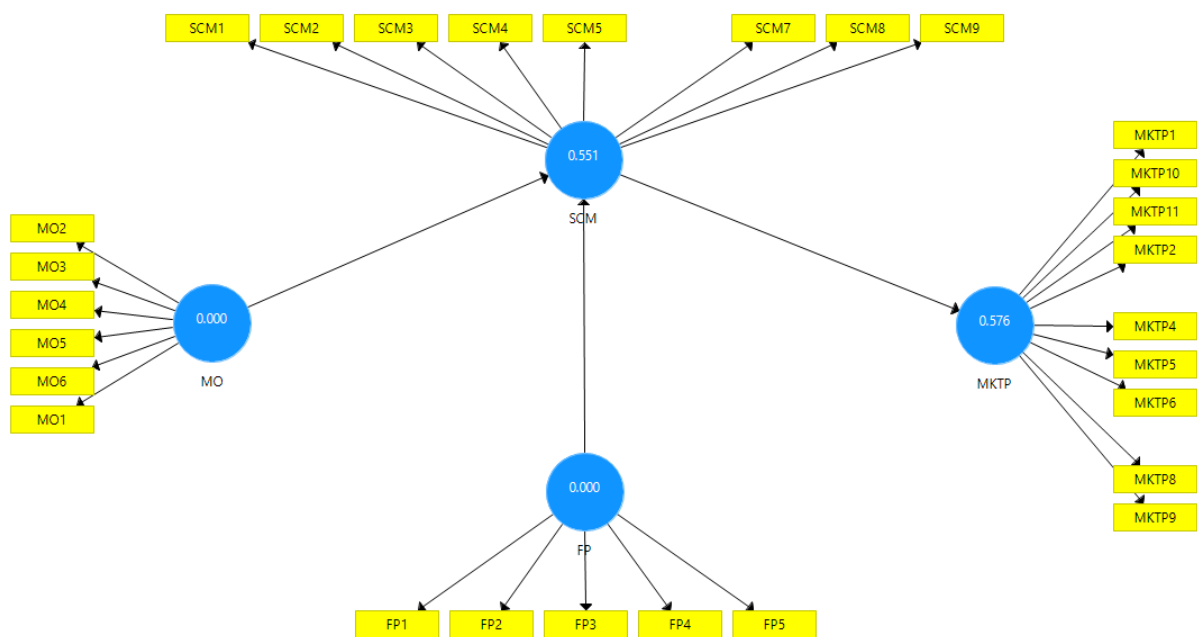 SCM1 SCM2 SCM3 SCM4 SCM5 SCM7 SCM8 SCM9
0.551
SCM
MO2
MO3
MO4
MO5
MO6
MO1
0.000
MO
MKTP1
MKTP10
MKTP11
MKTP2
MKTP4
MKTP5
MKTP6
MKTP8
MKTP9
0.576
MKTP
0.000
FP
FP1 FP2 FP3 FP4 FP5